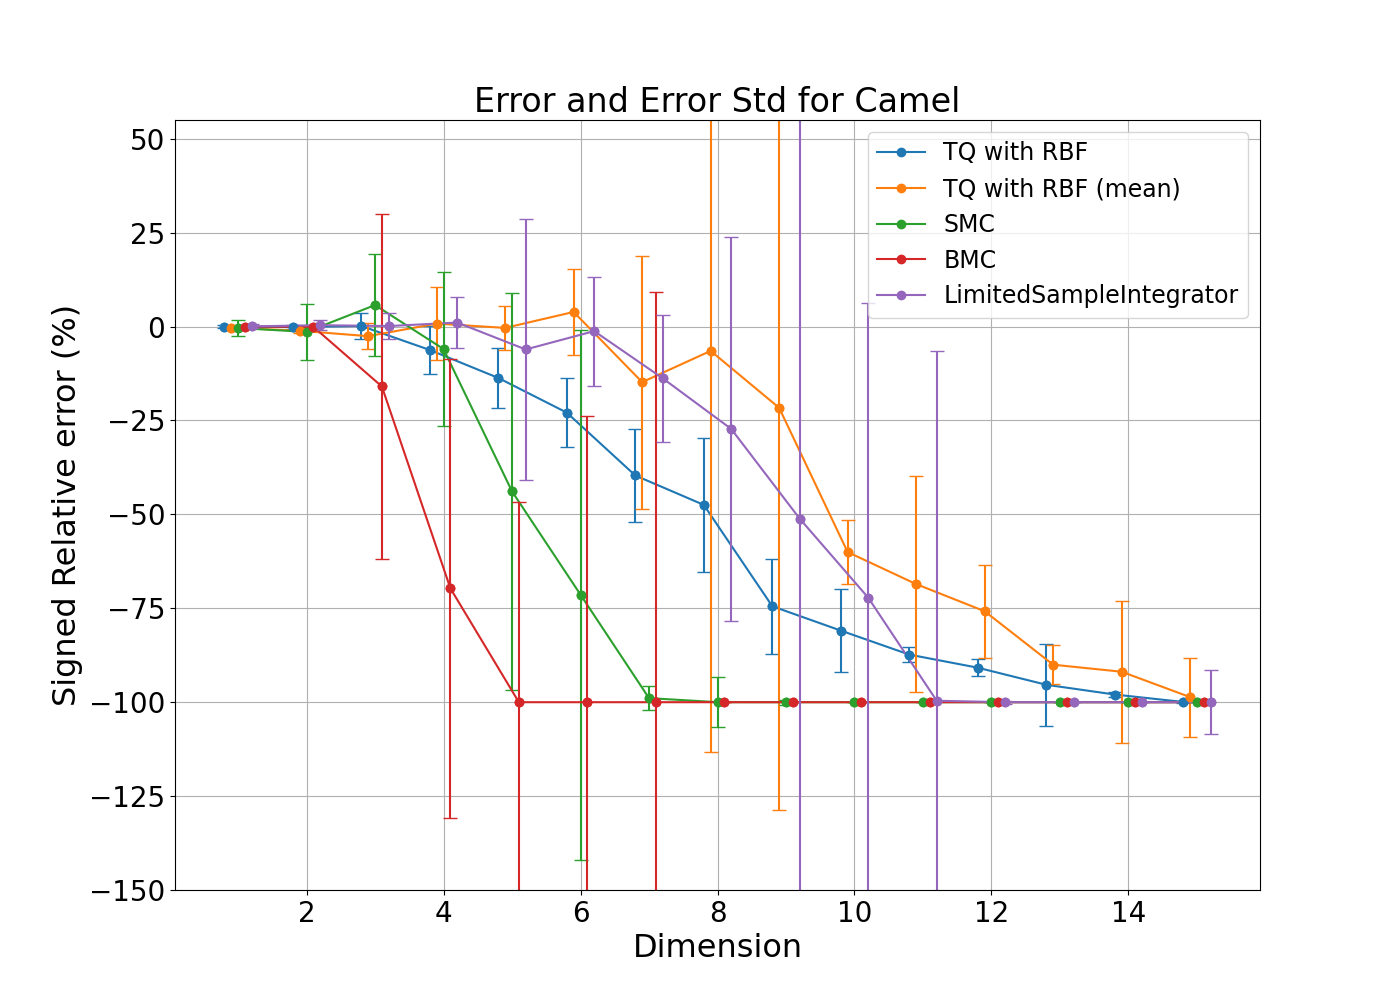 Error and Error Std for Camel
50
25
0
−25
−50
−75
−100
−125
−150
Signed Relative error (%)
TQ with RBF
TQ with RBF (mean)
SMC
BMC
LimitedSampleIntegrator
2 4 6 8 10 12 14
Dimension